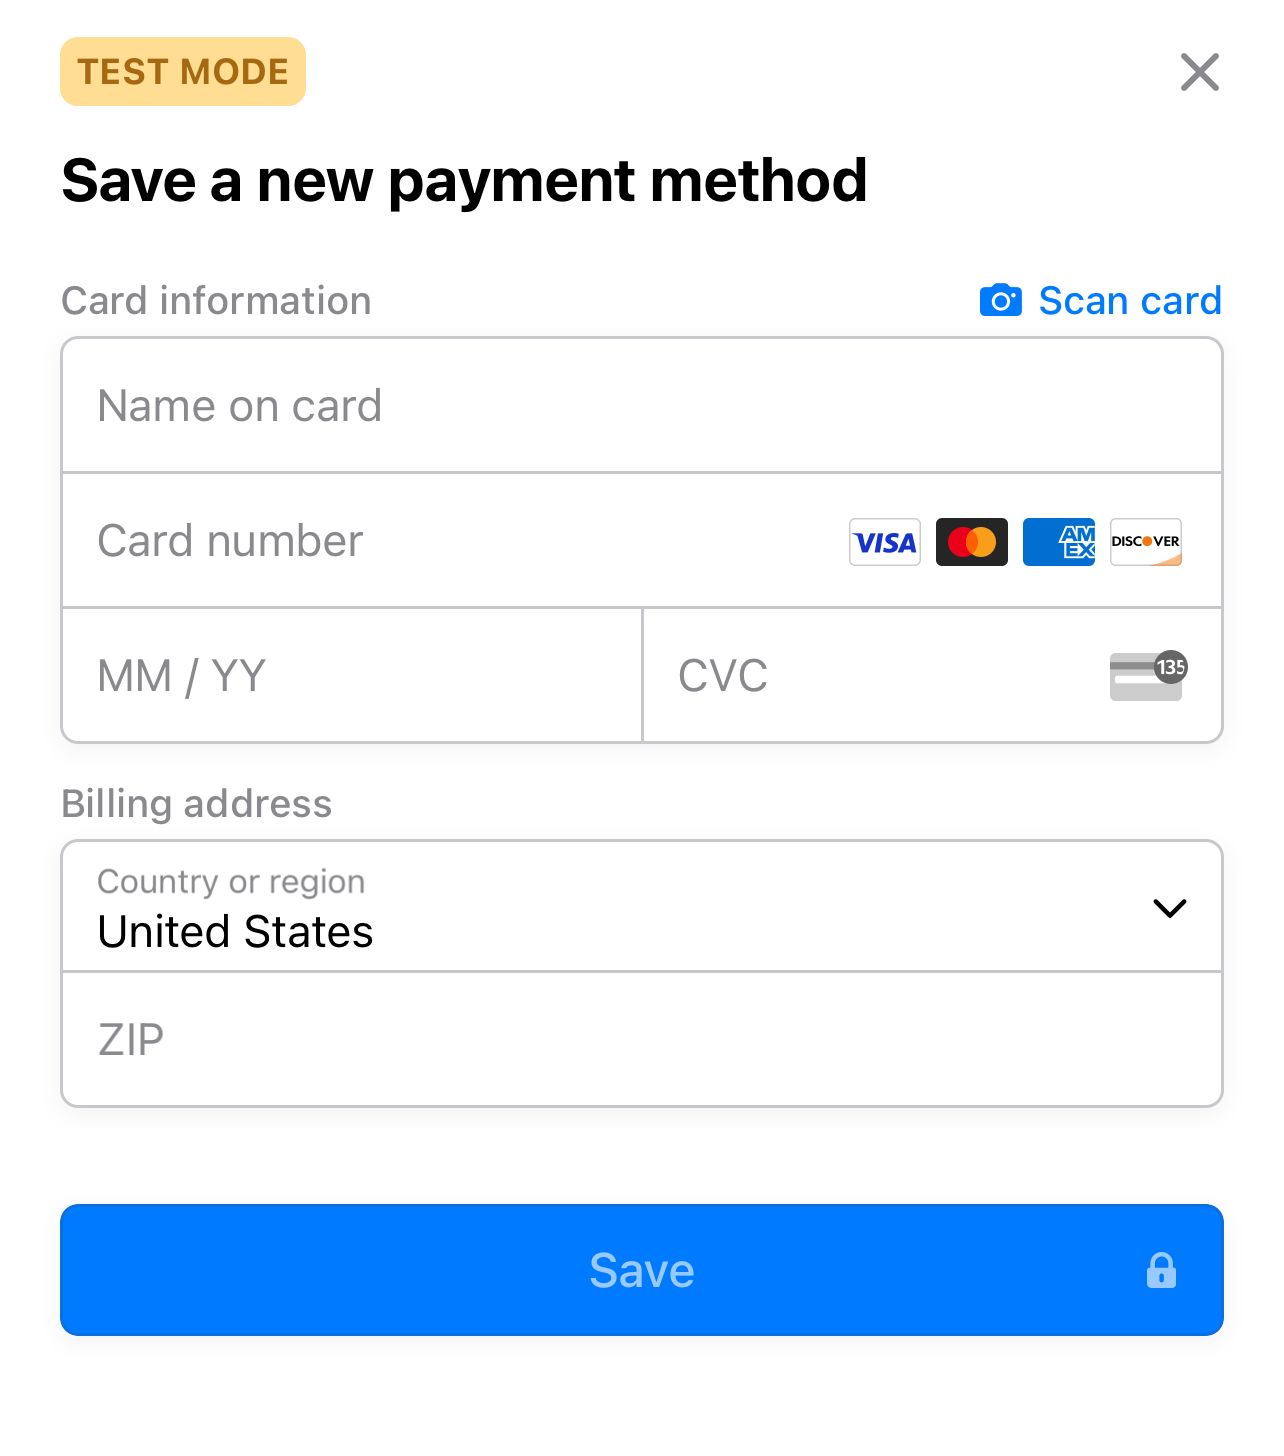 TEST MODE
Save a new payment method
Card information
Scan card
Name on card
Card number
VISA
AM
EX
DISCOVER
MM / YY
CVC
135
Billing address
Country or region
United States
ZIP
Save